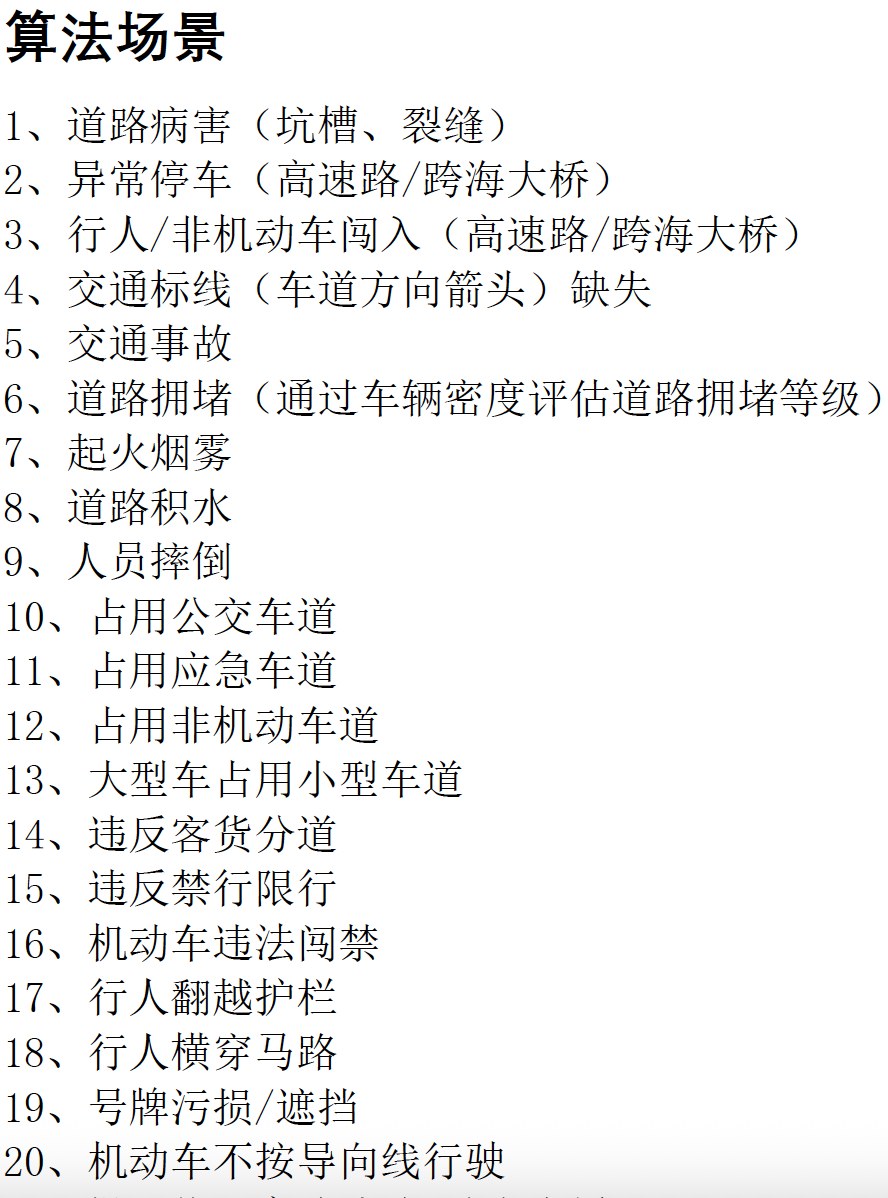 算法场景
1、道路病害（坑槽、裂缝）
2、异常停车（高速路/跨海大桥）
3、行人/非机动车闯入（高速路/跨海大桥）
4、交通标线（车道方向箭头）缺失
5、交通事故
6、道路拥堵（通过车辆密度评估道路拥堵等级）
7、起火烟雾
8、道路积水
9、人员摔倒
10、占用公交车道
11、占用应急车道
12、占用非机动车道
13、大型车占用小型车道
14、违反客货分道
15、违反禁行限行
16、机动车违法闯禁
17、行人翻越护栏
18、行人横穿马路
19、号牌污损/遮挡
20、机动车不按导向线行驶